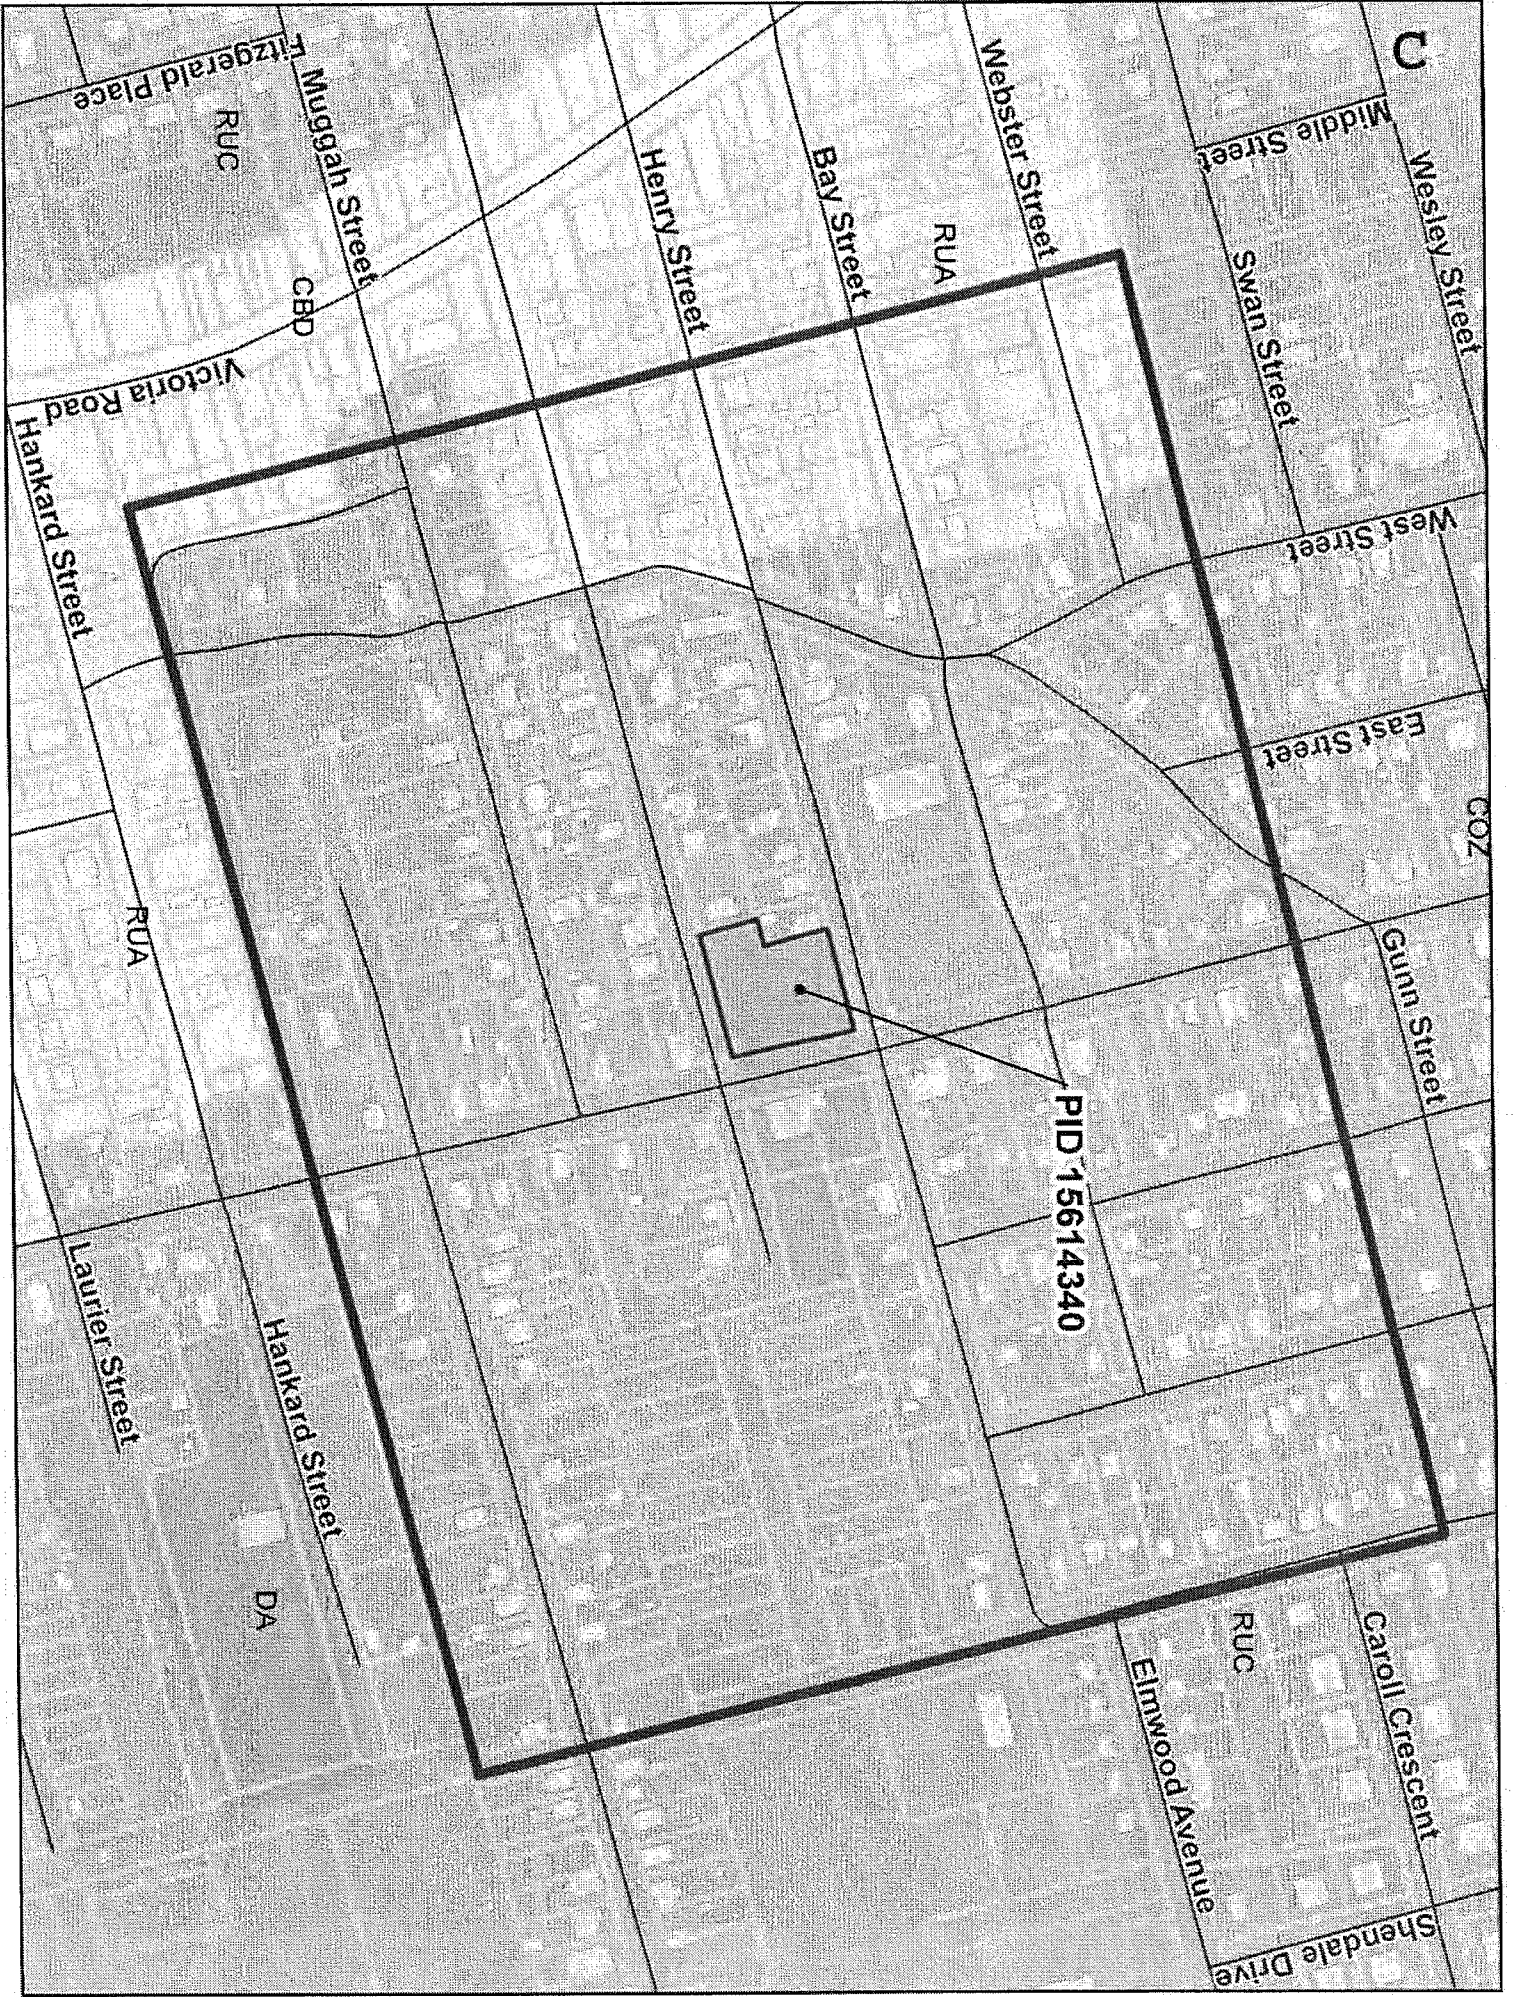 C
Fitzgerald Place
RUC
Muggah Street
Henry Street
Bay Street
RUA
Webster Street
Middle Street
Wesley Street
Swan Street
CBD
Victoria Road
Hankard Street
West Street
East Street
COZ
Gunn Street
RUA
PID 15614340
Laurier Street
Hankard Street
DA
RUC
Caroll Crescent
Elmwood Avenue
Shendale Drive